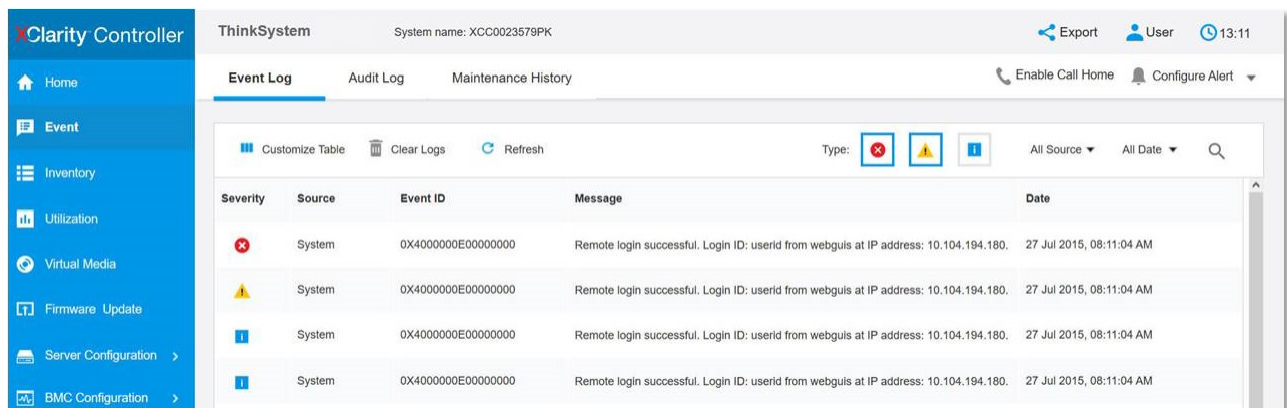 XClarity Controller
ThinkSystem
System name: XCC0023579PK
Export
User
13:11
Home
Event
Inventory
Utilization
Virtual Media
Firmware Update
Server Configuration
BMC Configuration
Event Log
Audit Log
Maintenance History
Enable Call Home
Configure Alert
Customize Table
Clear Logs
Refresh
Type:
All Source
All Date
Severity Source Event ID Message Date
System 0X4000000E00000000 Remote login successful. Login ID: userid from webguis at IP address: 10.104.194.180. 27 Jul 2015, 08:11:04 AM
System 0X4000000E00000000 Remote login successful. Login ID: userid from webguis at IP address: 10.104.194.180. 27 Jul 2015, 08:11:04 AM
System 0X4000000E00000000 Remote login successful. Login ID: userid from webguis at IP address: 10.104.194.180. 27 Jul 2015, 08:11:04 AM
System 0X4000000E00000000 Remote login successful. Login ID: userid from webguis at IP address: 10.104.194.180. 27 Jul 2015, 08:11:04 AM